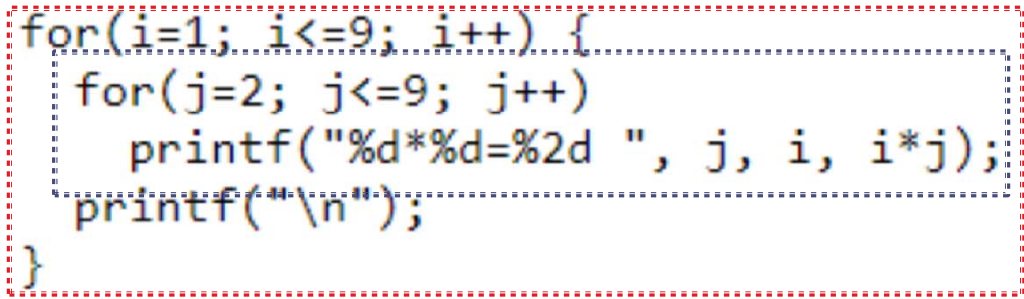 for(i=1; i<=9; i++) {
for(j=2; j<=9; j++)
printf("%d*%d=%2d ", j, i, i*j);
printf("\n");
}